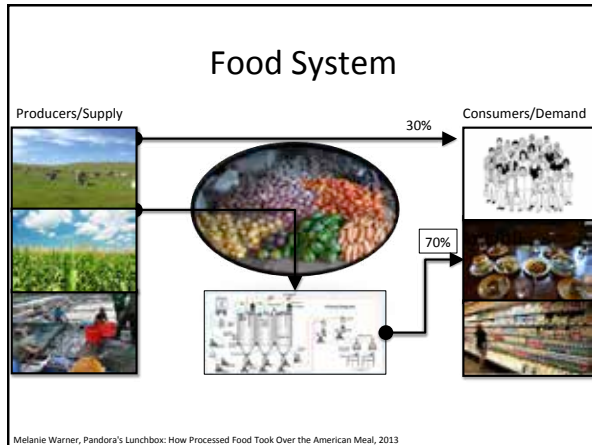 Food System
Producers/Supply
Consumers/Demand
30%
70%
Melanie Warner, Pandora's Lunchbox: How Processed Food Took Over the American Meal, 2013